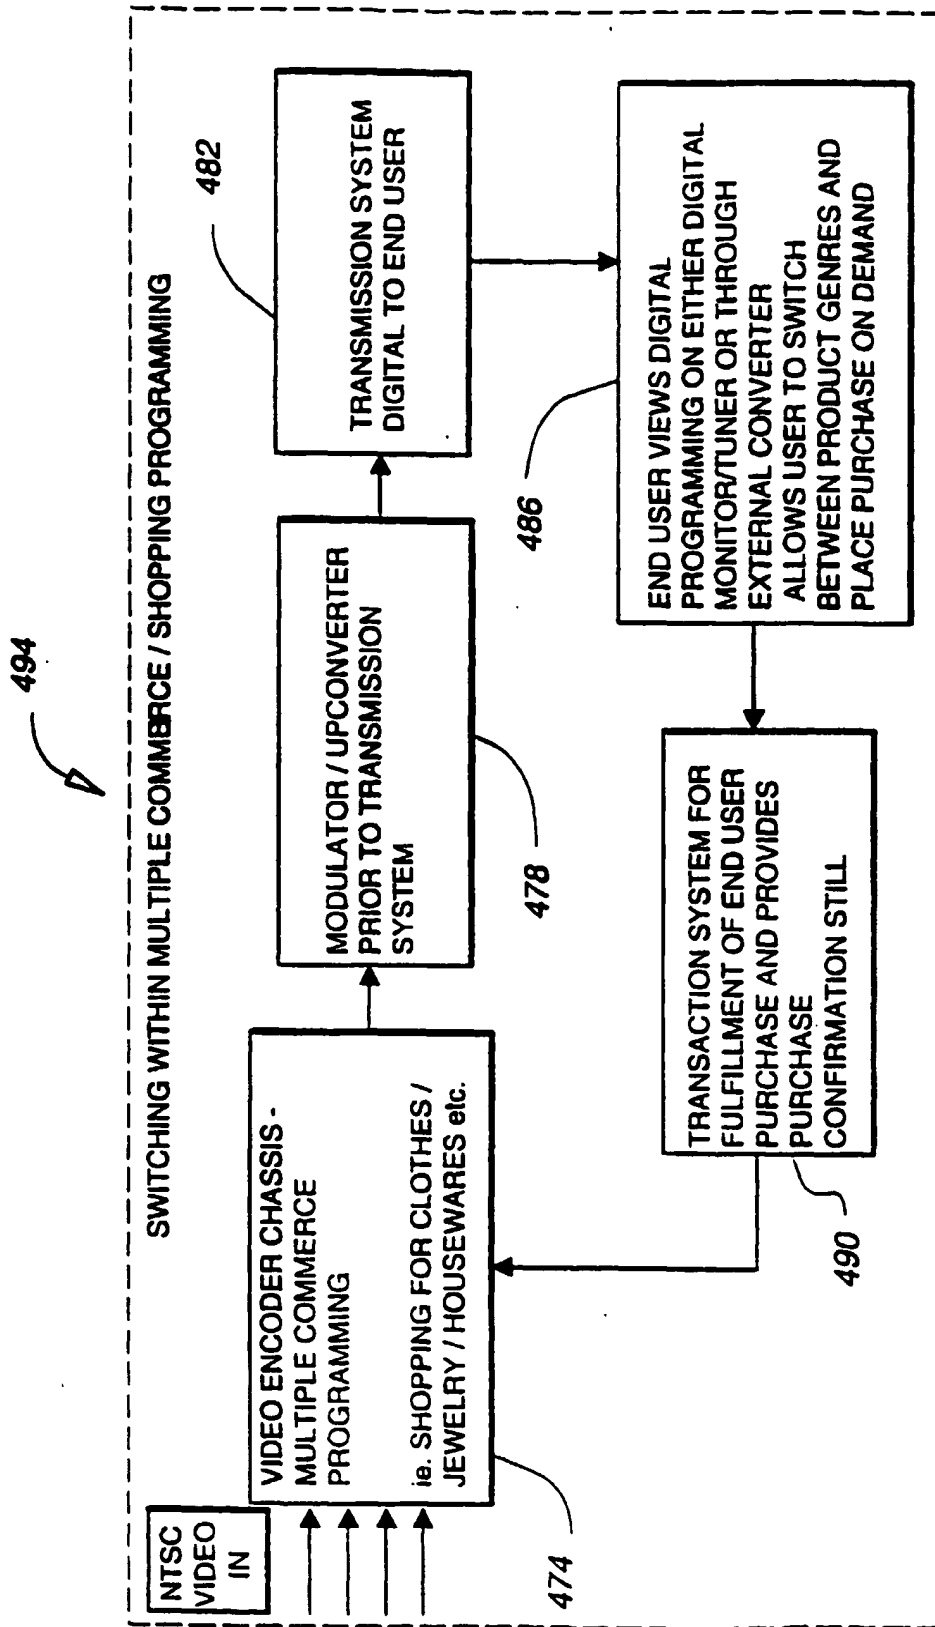 494
SWITCHING WITHIN MULTIPLE COMMERCE / SHOPPING PROGRAMMING
NTSC
VIDEO
IN
VIDEO ENCODER CHASSIS -
MULTIPLE COMMERCE
PROGRAMMING
ie. SHOPPING FOR CLOTHES /
JEWELRY / HOUSEWARES etc.
474
MODULATOR / UPCONVERTER
PRIOR TO TRANSMISSION
SYSTEM
478
TRANSMISSION SYSTEM
DIGITAL TO END USER
482
END USER VIEWS DIGITAL
PROGRAMMING ON EITHER DIGITAL
MONITOR/TUNER OR THROUGH
EXTERNAL CONVERTER
ALLOWS USER TO SWITCH
BETWEEN PRODUCT GENRES AND
PLACE PURCHASE ON DEMAND
486
TRANSACTION SYSTEM FOR
FULFILLMENT OF END USER
PURCHASE AND PROVIDES
PURCHASE
CONFIRMATION STILL
490